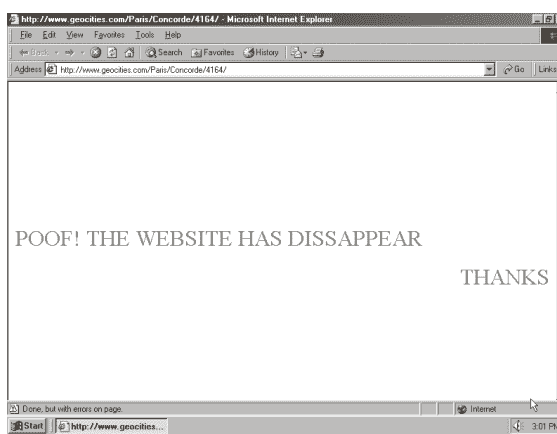 http://www.geocities.com/Paris/Concorde/4164/ - Microsoft Internet Explorer
File Edit View Favorites Tools Help
Back Search Favorites History
Address http://www.geocities.com/Paris/Concorde/4164/ Go Links
POOF! THE WEBSITE HAS DISSAPPEAR
THANKS
Done, but with errors on page. Internet
Start http://www.geocities... 3:01 P